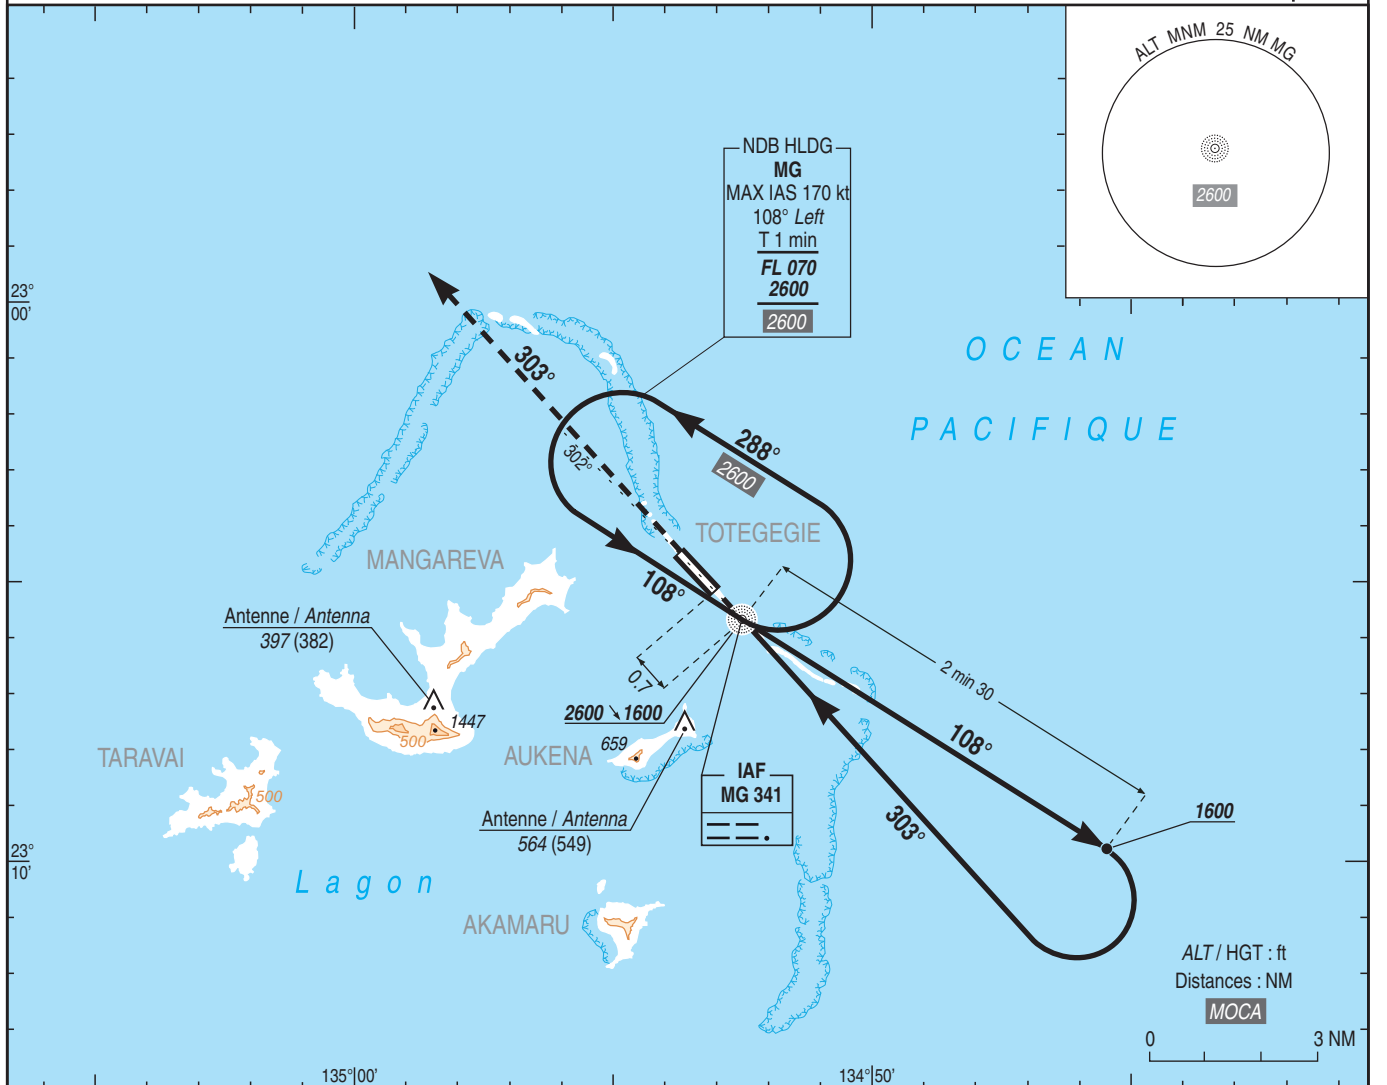 ALT MNM 25 NM MG
2600
NDB HLDG
MG
MAX IAS 170 kt
108° Left
T 1 min
FL 070
2600
2600
23°
00'
OCEAN
PACIFIQUE
303°
302°
288°
2600
TOTEGEGIE
MANGAREVA
108°
Antenne / Antenna
397 (382)
0.7
2 min 30
2600 ↘ 1600
1447
500
659
AUKENA
TARAVAI
500
108°
IAF
MG 341
1600
303°
Antenne / Antenna
564 (549)
23°
10'
Lagon
AKAMARU
ALT / HGT : ft
Distances : NM
MOCA
0 3 NM
135°00'
134°50'